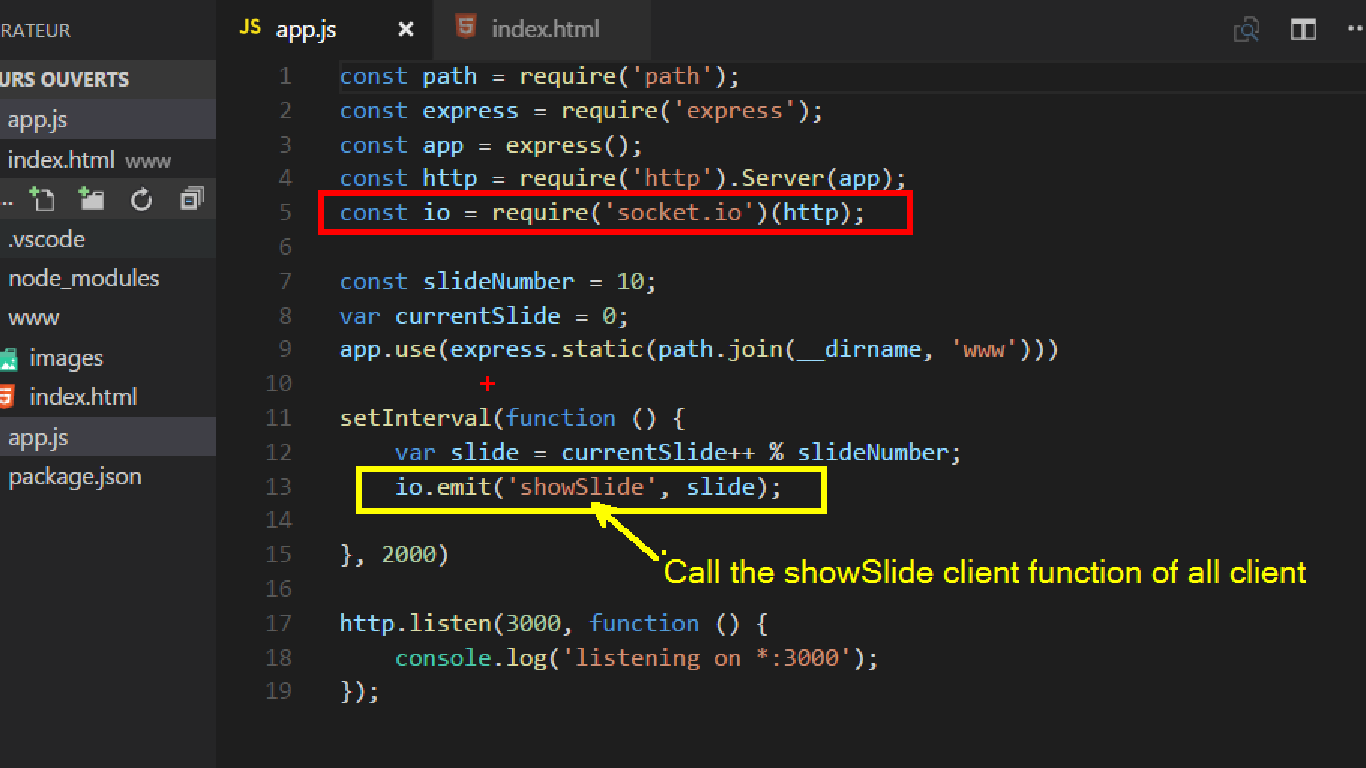 RATEUR
URS OUVERTS
app.js
index.html www
...
.vscode
node_modules
www
images
index.html
app.js
package.json
JS app.js × 5 index.html
1 const path = require('path');
2 const express = require('express');
3 const app = express();
4 const http = require('http').Server(app);
5 const io = require('socket.io')(http);
6
7 const slideNumber = 10;
8 var currentSlide = 0;
9 app.use(express.static(path.join(__dirname, 'www')))
10
11 setInterval(function () {
12 var slide = currentSlide++ % slideNumber;
13 io.emit('showSlide', slide);
14
15 }, 2000)
Call the showSlide client function of all client
16
17 http.listen(3000, function () {
18 console.log('listening on *:3000');
19 });